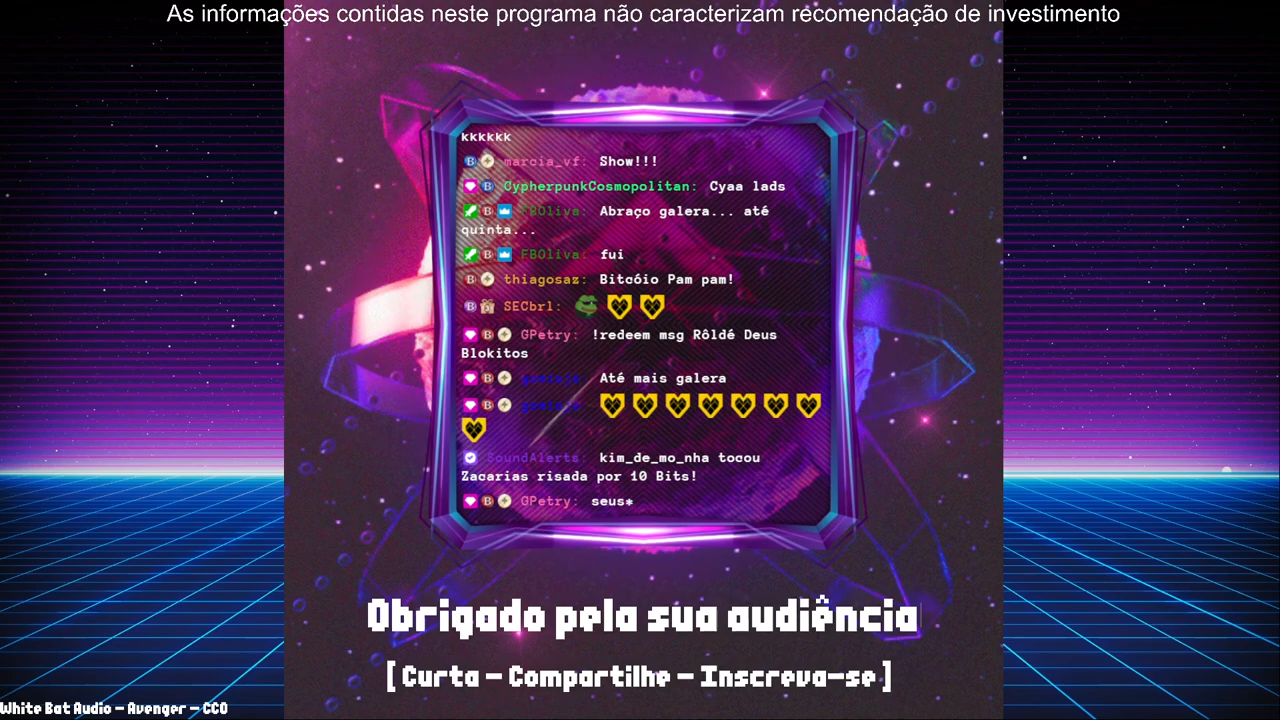 As informações contidas neste programa não caracterizam recomendação de investimento
kkkkkk
marcia_vf: Show!!!
CypherpunkCosmopolitan: Cyaa lads
FBOliva: Abraço galera... até
quinta...
FBOliva: fui
thiagosaz: Bitcóio Pam pam!
SECbrl:
GPetry: !redeem msg Rôldé Deus
Blokitos
Até mais galera
SoundAlerts: kim_de_mo_nha tocou
Zacarias risada por 10 Bits!
GPetry: seus*
Obrigado pela sua audiência
[ Curta - Compartilhe - Inscreva-se ]
White Bat Audio - Avenger - CC0